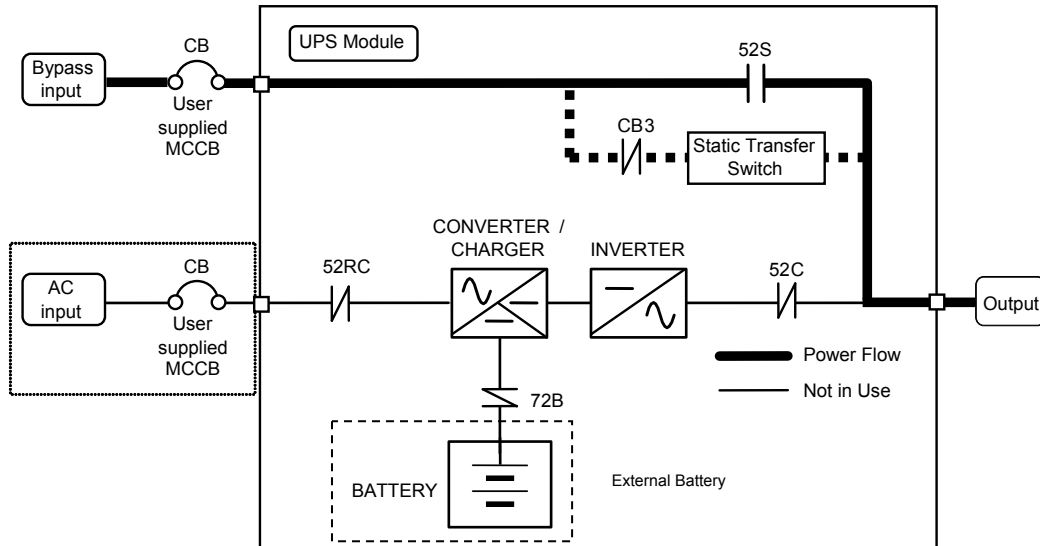 UPS Module
CB
52S
Bypass
input
User
supplied
MCCB
CB3
Static Transfer
Switch
CONVERTER /
CHARGER
INVERTER
AC
input
CB
52RC
52C
Output
User
supplied
MCCB
Power Flow
Not in Use
72B
BATTERY
External Battery